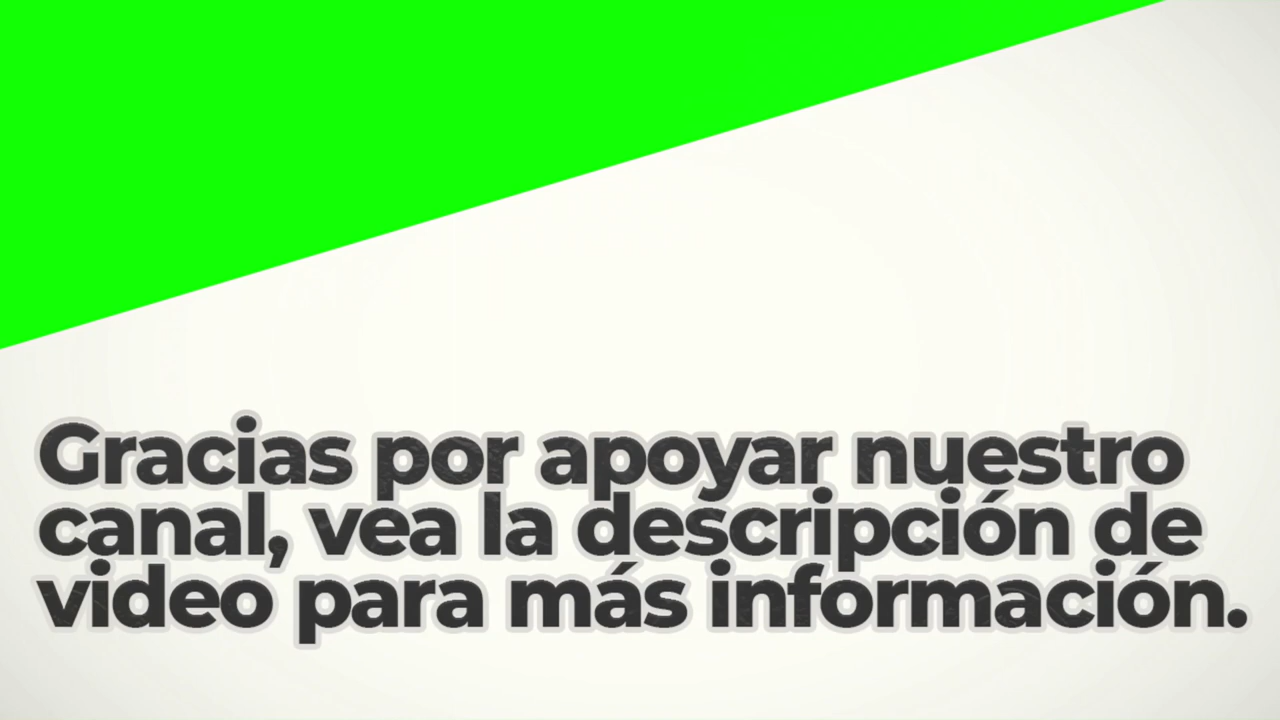 Gracias por apoyar nuestro
canal, vea la descripción de
video para más información.